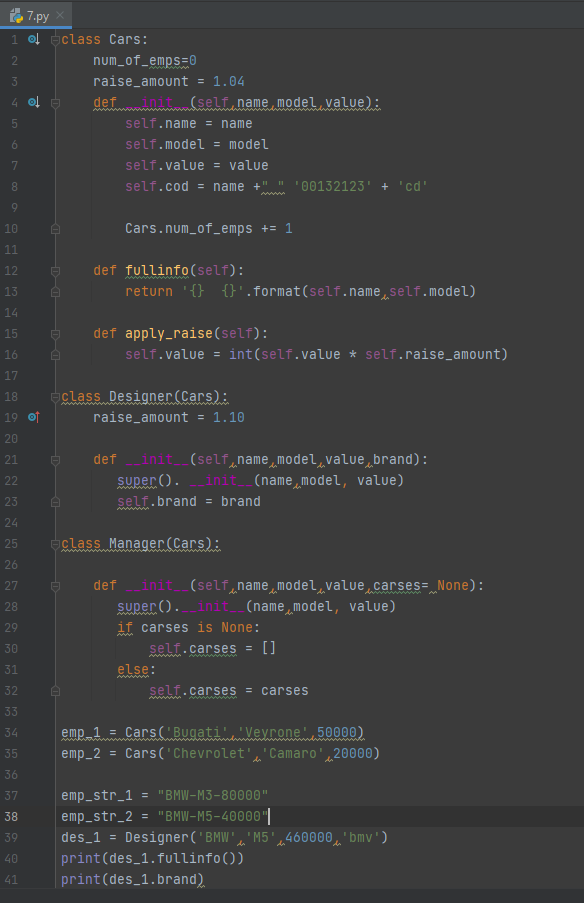 7.py
1 class Cars:
2 num_of_emps=0
3 raise_amount = 1.04
4 def __init__(self,name,model,value):
5 self.name = name
6 self.model = model
7 self.value = value
8 self.cod = name +"_" '00132123' + 'cd'
9
10 Cars.num_of_emps += 1
11
12 def fullinfo(self):
13 return '{}  {}'.format(self.name,self.model)
14
15 def apply_raise(self):
16 self.value = int(self.value * self.raise_amount)
17
18 class Designer(Cars):
19 raise_amount = 1.10
20
21 def __init__(self,name,model,value,brand):
22 super(). __init__(name,model, value)
23 self.brand = brand
24
25 class Manager(Cars):
26
27 def __init__(self,name,model,value,carses= None):
28 super().__init__(name,model, value)
29 if carses is None:
30 self.carses = []
31 else:
32 self.carses = carses
33
34 emp_1 = Cars('Bugati','Veyrone',50000)
35 emp_2 = Cars('Chevrolet','Camaro',20000)
36
37 emp_str_1 = "BMW-M3-80000"
38 emp_str_2 = "BMW-M5-40000"
39 des_1 = Designer('BMW','M5',460000,'bmv')
40 print(des_1.fullinfo())
41 print(des_1.brand)